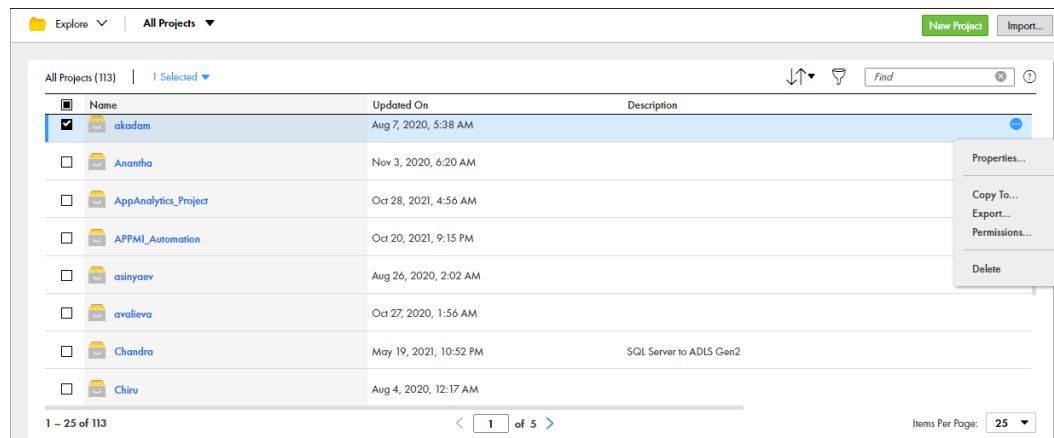 Explore All Projects New Project Import...
All Projects (113) 1 Selected Find
Name Updated On Description
akadam Aug 7, 2020, 5:38 AM
Properties...
Anantha Nov 3, 2020, 6:20 AM
Copy To...
AppAnalytics_Project Oct 28, 2021, 4:56 AM
Export...
Permissions...
APPMI_Automation Oct 20, 2021, 9:15 PM
Delete
asinyaev Aug 26, 2020, 2:02 AM
avalieva Oct 27, 2020, 1:56 AM
Chandra May 19, 2021, 10:52 PM SQL Server to ADLS Gen2
Chiru Aug 4, 2020, 12:17 AM
1 – 25 of 113 1 of 5 Items Per Page: 25